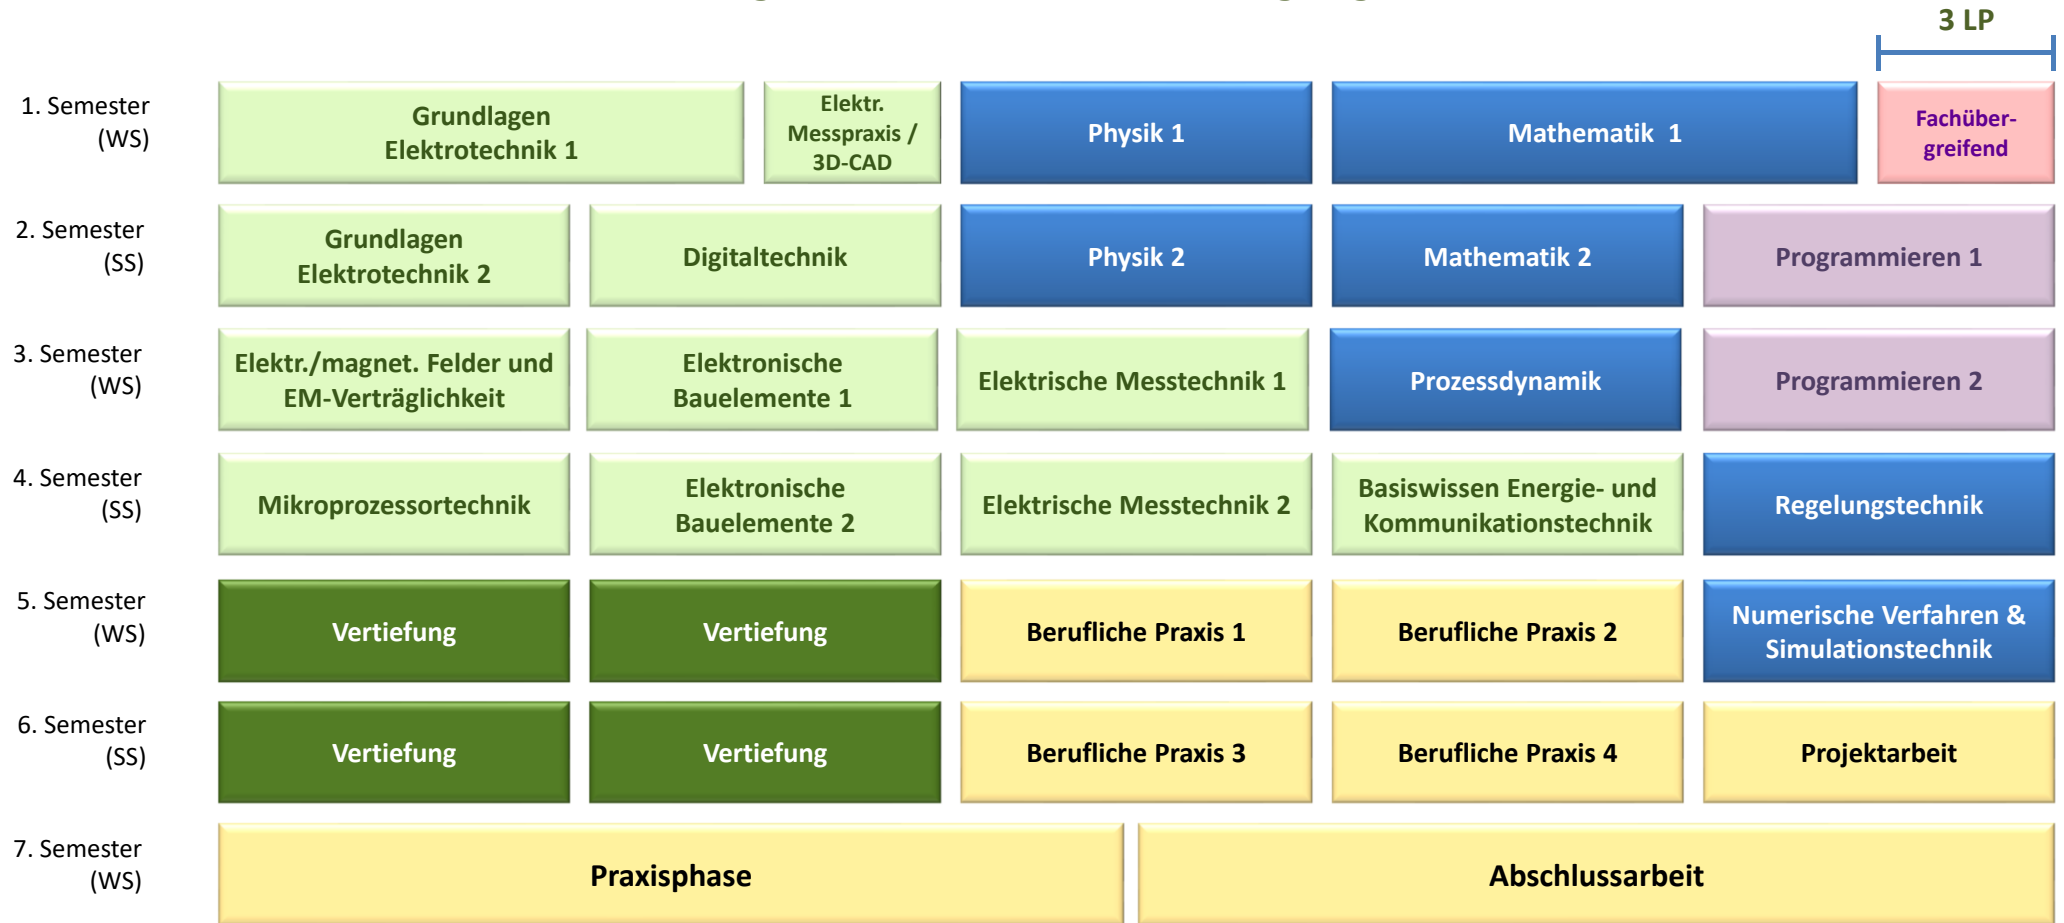 3 LP
1. Semester
(WS)
Grundlagen
Elektrotechnik 1
Elektr.
Messpraxis /
3D-CAD
Physik 1
Mathematik 1
Fachüber-
greifend
2. Semester
(SS)
Grundlagen
Elektrotechnik 2
Digitaltechnik
Physik 2
Mathematik 2
Programmieren 1
3. Semester
(WS)
Elektr./magnet. Felder und
EM-Verträglichkeit
Elektronische
Bauelemente 1
Elektrische Messtechnik 1
Prozessdynamik
Programmieren 2
4. Semester
(SS)
Mikroprozessortechnik
Elektronische
Bauelemente 2
Elektrische Messtechnik 2
Basiswissen Energie- und
Kommunikationstechnik
Regelungstechnik
5. Semester
(WS)
Vertiefung
Vertiefung
Berufliche Praxis 1
Berufliche Praxis 2
Numerische Verfahren &
Simulationstechnik
6. Semester
(SS)
Vertiefung
Vertiefung
Berufliche Praxis 3
Berufliche Praxis 4
Projektarbeit
7. Semester
(WS)
Praxisphase
Abschlussarbeit